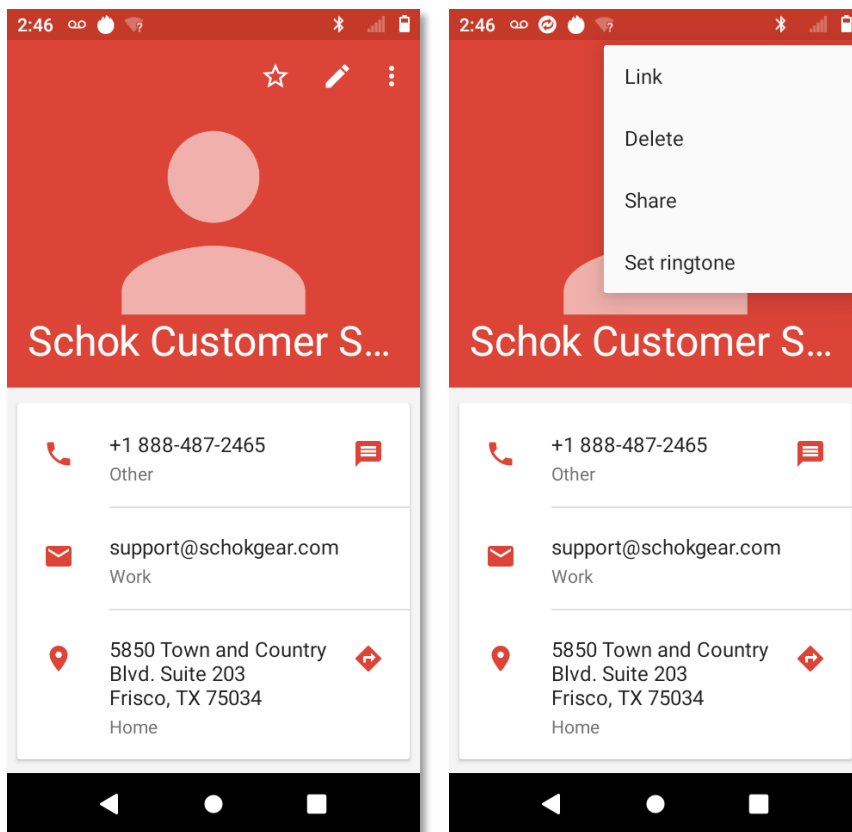 2:46
Schok Customer S...
+1 888-487-2465
Other
support@schokgear.com
Work
5850 Town and Country
Blvd. Suite 203
Frisco, TX 75034
Home
2:46
Link
Delete
Share
Set ringtone
Schok Customer S...
+1 888-487-2465
Other
support@schokgear.com
Work
5850 Town and Country
Blvd. Suite 203
Frisco, TX 75034
Home